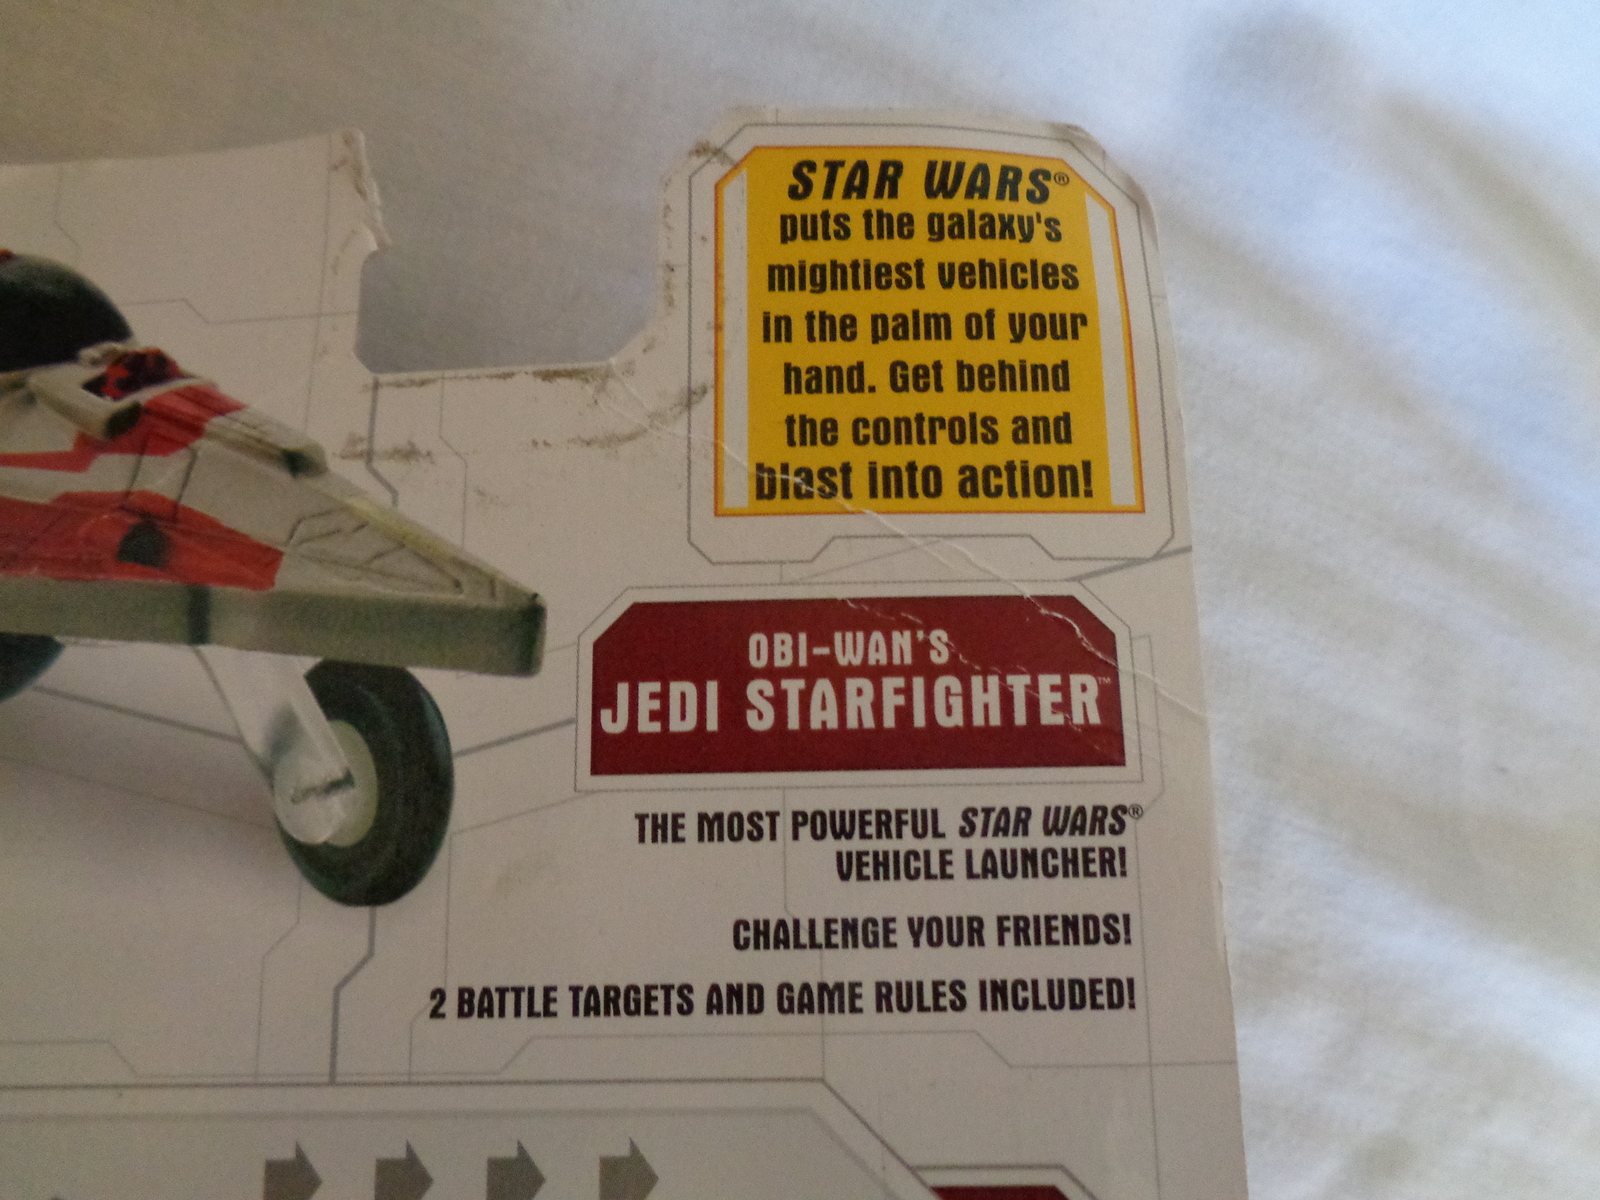 STAR WARS®
puts the galaxy's
mightiest vehicles
in the palm of your
hand. Get behind
the controls and
blast into action!
OBI-WAN'S
JEDI STARFIGHTER™
THE MOST POWERFUL STAR WARS®
VEHICLE LAUNCHER!
CHALLENGE YOUR FRIENDS!
2 BATTLE TARGETS AND GAME RULES INCLUDED!